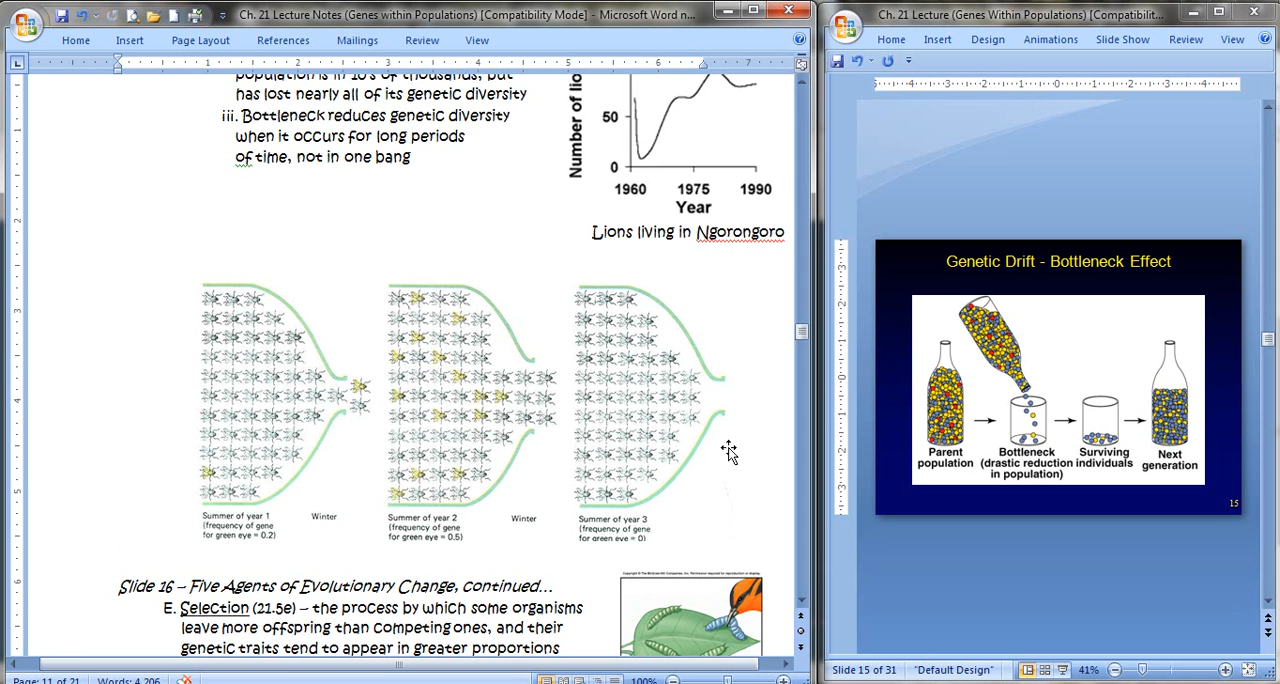 Ch. 21 Lecture Notes (Genes within Populations) [Compatibility Mode] - Microsoft Word n...
Home Insert Page Layout References Mailings Review View
1 2 3 4 5 6 7
population is in 10's of thousands, but
has lost nearly all of its genetic diversity
iii. Bottleneck reduces genetic diversity
when it occurs for long periods
of time, not in one bang
Number of lio
50
0
1960 1975 1990
Year
Lions living in Ngorongoro
Summer of year 1
(frequency of gene
for green eye = 0.2)
Winter
Summer of year 2
(frequency of gene
for green eye = 0.5)
Winter
Summer of year 3
(frequency of gene
for green eye = 0)
Slide 16 – Five Agents of Evolutionary Change, continued...
E. Selection (21.5e) – the process by which some organisms
leave more offspring than competing ones, and their
genetic traits tend to appear in greater proportions
Page: 11 of 21 Words: 4,206 100%
Ch. 21 Lecture (Genes Within Populations) [Compatibilit...
Home Insert Design Animations Slide Show Review View
Genetic Drift - Bottleneck Effect
Parent
population
Bottleneck
(drastic reduction
in population)
Surviving
individuals
Next
generation
15
Slide 15 of 31 "Default Design" 41%